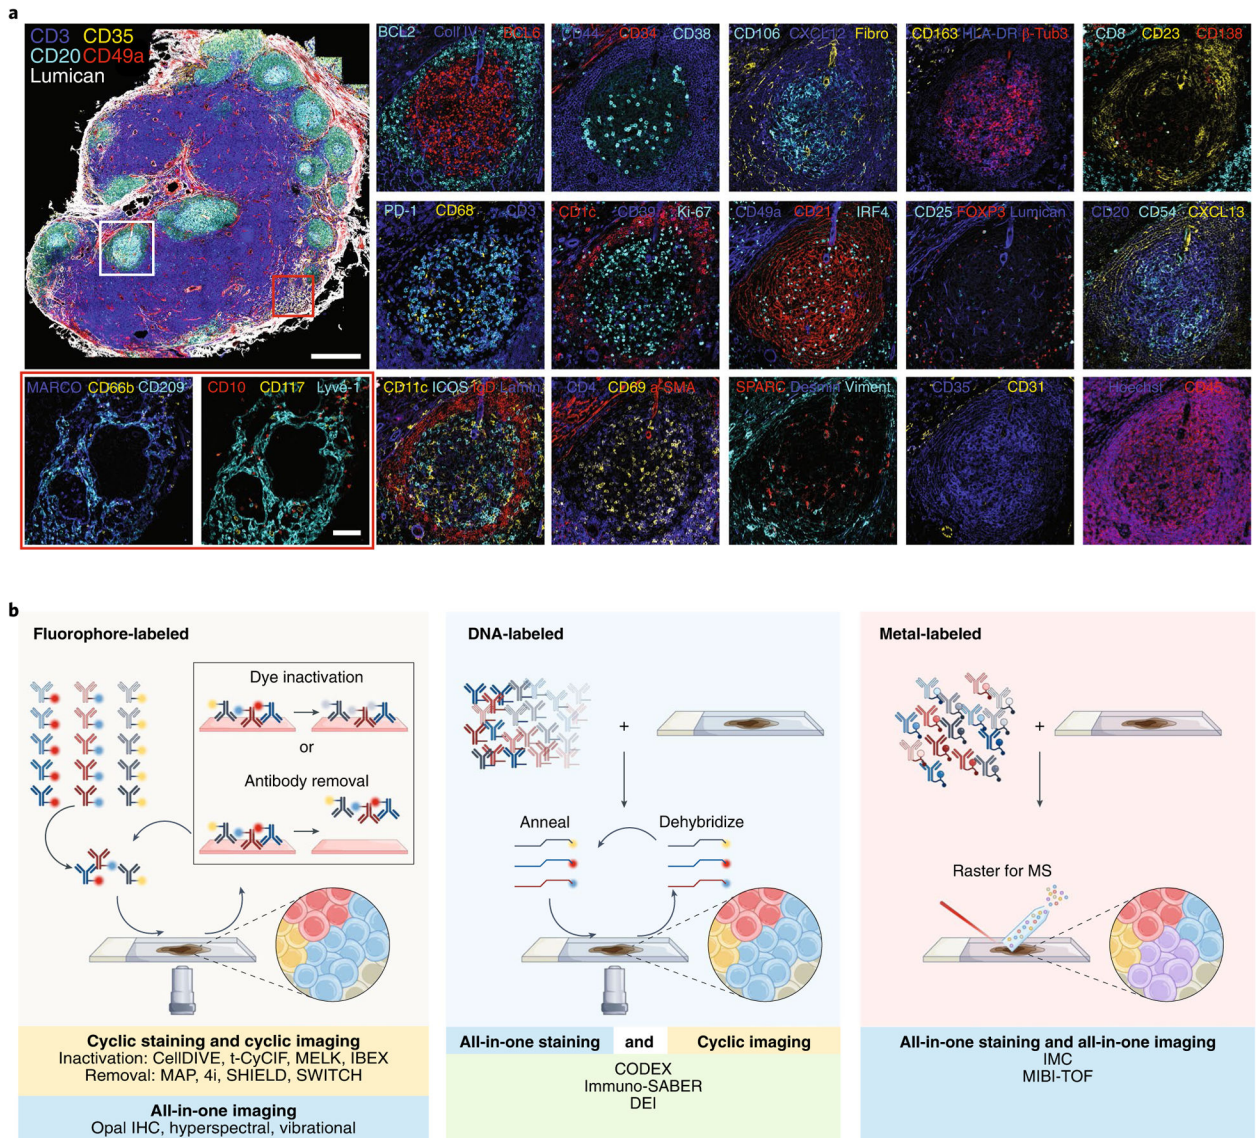 a
CD3 CD35
CD20 CD49a
Lumican
BCL2 Coll IV BCL6
CD44 CD34 CD38
CD106 CXCL12 Fibro
CD163 HLA-DR β-Tub3
CD8 CD23 CD138
PD-1 CD68 CD3
CD1c CD39 Ki-67
CD49a CD21 IRF4
CD25 FOXP3 Lumican
CD20 CD54 CXCL13
MARCO CD66b CD209
CD10 CD117 Lyve-1
CD11c ICOS IgD Lamin
CD4 CD69 a-SMA
SPARC Desmin Viment
CD35 CD31
Hoechst CD45
b
Fluorophore-labeled
Dye inactivation
or
Antibody removal
Cyclic staining and cyclic imaging
Inactivation: CellDIVE, t-CyCIF, MELK, IBEX
Removal: MAP, 4i, SHIELD, SWITCH
All-in-one imaging
Opal IHC, hyperspectral, vibrational
DNA-labeled
+
Anneal Dehybridize
All-in-one staining and Cyclic imaging
CODEX
Immuno-SABER
DEI
Metal-labeled
+
Raster for MS
All-in-one staining and all-in-one imaging
IMC
MIBI-TOF